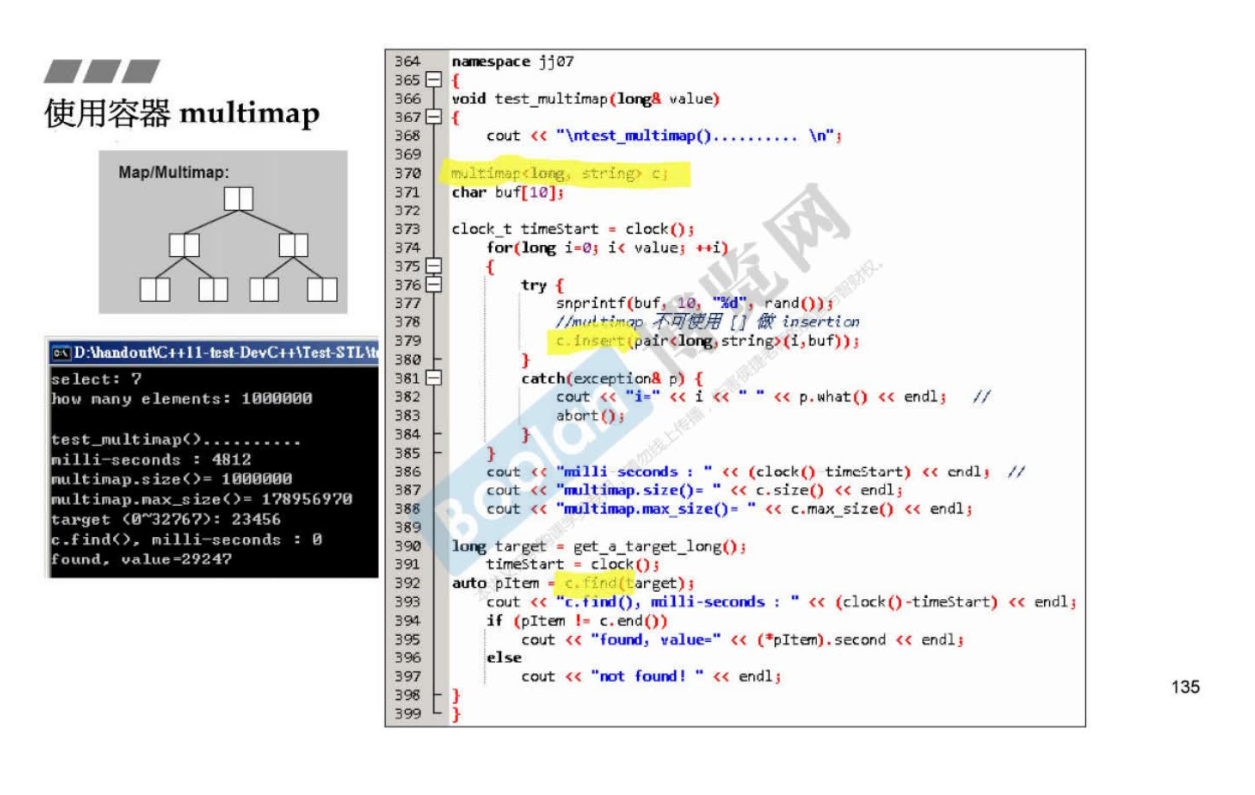 使用容器 multimap
Map/Multimap:
D:\handout\C++11-test-DevC++\Test-STL\t
select: 7
how many elements: 1000000
test_multimap()..........
milli-seconds : 4812
multimap.size()= 1000000
multimap.max_size()= 178956970
target (0~32767): 23456
c.find(), milli-seconds : 0
found, value=29247
364 namespace jj07
365 {
366 void test_multimap(long& value)
367 {
368 cout << "\ntest_multimap().......... \n";
369
370 multimap<long, string> c;
371 char buf[10];
372
373 clock_t timeStart = clock();
374 for(long i=0; i< value; ++i)
375 {
376 try {
377 snprintf(buf, 10, "%d", rand());
378 //multimap 不可使用 [] 做 insertion
379 c.insert(pair<long,string>(i,buf));
380 }
381 catch(exception& p) {
382 cout << "i=" << i << " " << p.what() << endl; //
383 abort();
384 }
385 }
386 cout << "milli-seconds : " << (clock()-timeStart) << endl; //
387 cout << "multimap.size()= " << c.size() << endl;
388 cout << "multimap.max_size()= " << c.max_size() << endl;
389
390 long target = get_a_target_long();
391 timeStart = clock();
392 auto pItem = c.find(target);
393 cout << "c.find(), milli-seconds : " << (clock()-timeStart) << endl;
394 if (pItem != c.end())
395 cout << "found, value=" << (*pItem).second << endl;
396 else
397 cout << "not found! " << endl;
398 }
399 }
Boolan 博览网
135